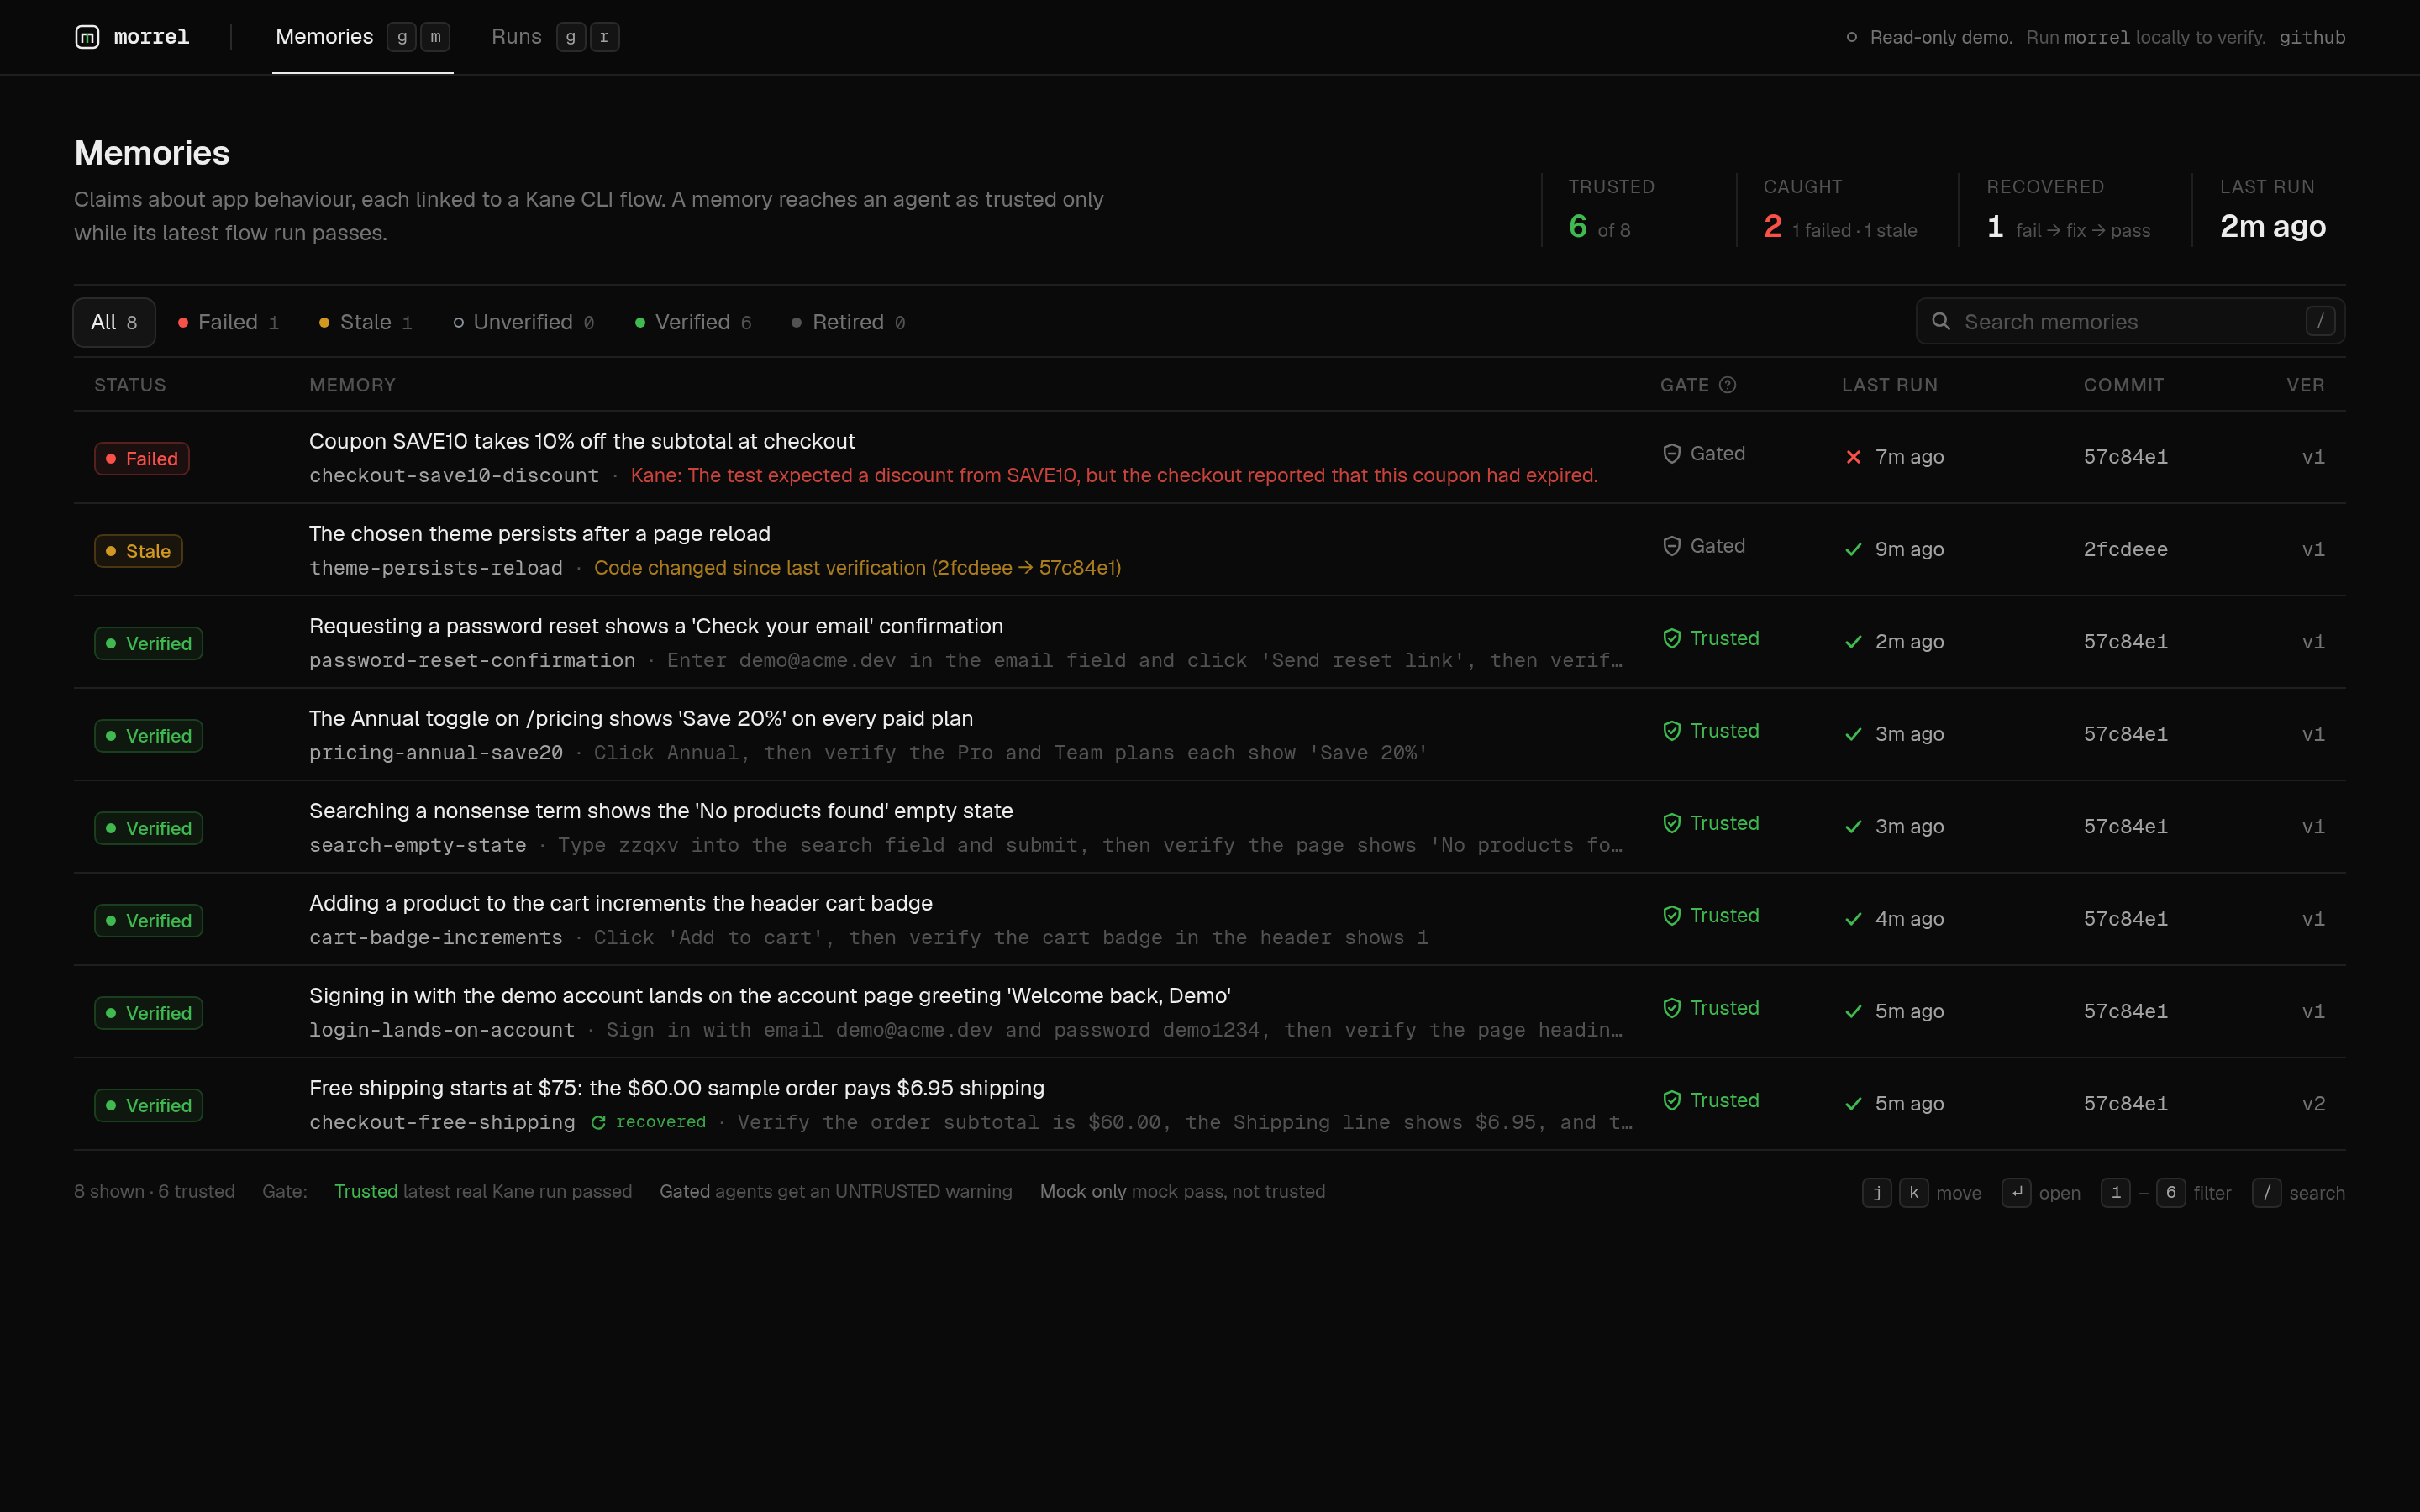 morrel Memories g m Runs g r Read-only demo. Run morrel locally to verify. github
Memories
Claims about app behaviour, each linked to a Kane CLI flow. A memory reaches an agent as trusted only
while its latest flow run passes.
TRUSTED CAUGHT RECOVERED LAST RUN
6 of 8 2 1 failed · 1 stale 1 fail → fix → pass 2m ago
All 8 Failed 1 Stale 1 Unverified 0 Verified 6 Retired 0 Search memories /
STATUS MEMORY GATE ? LAST RUN COMMIT VER
Failed Coupon SAVE10 takes 10% off the subtotal at checkout Gated 7m ago 57c84e1 v1
checkout-save10-discount · Kane: The test expected a discount from SAVE10, but the checkout reported that this coupon had expired.
Stale The chosen theme persists after a page reload Gated 9m ago 2fcdeee v1
theme-persists-reload · Code changed since last verification (2fcdeee → 57c84e1)
Verified Requesting a password reset shows a 'Check your email' confirmation Trusted 2m ago 57c84e1 v1
password-reset-confirmation · Enter demo@acme.dev in the email field and click 'Send reset link', then verif…
Verified The Annual toggle on /pricing shows 'Save 20%' on every paid plan Trusted 3m ago 57c84e1 v1
pricing-annual-save20 · Click Annual, then verify the Pro and Team plans each show 'Save 20%'
Verified Searching a nonsense term shows the 'No products found' empty state Trusted 3m ago 57c84e1 v1
search-empty-state · Type zzqxv into the search field and submit, then verify the page shows 'No products fo…
Verified Adding a product to the cart increments the header cart badge Trusted 4m ago 57c84e1 v1
cart-badge-increments · Click 'Add to cart', then verify the cart badge in the header shows 1
Verified Signing in with the demo account lands on the account page greeting 'Welcome back, Demo' Trusted 5m ago 57c84e1 v1
login-lands-on-account · Sign in with email demo@acme.dev and password demo1234, then verify the page headin…
Verified Free shipping starts at $75: the $60.00 sample order pays $6.95 shipping Trusted 5m ago 57c84e1 v2
checkout-free-shipping recovered · Verify the order subtotal is $60.00, the Shipping line shows $6.95, and t…
8 shown · 6 trusted Gate: Trusted latest real Kane run passed Gated agents get an UNTRUSTED warning Mock only mock pass, not trusted j k move ↵ open 1 – 6 filter / search